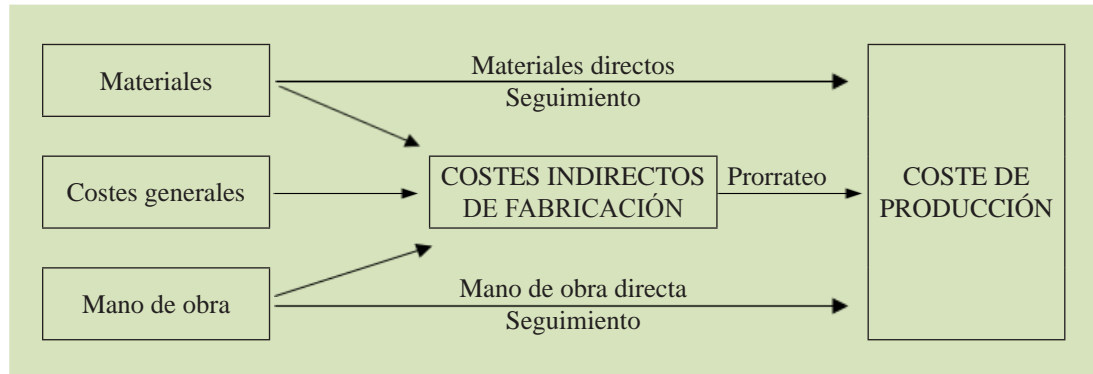 Materiales
Materiales directos
Seguimiento
Costes generales
COSTES INDIRECTOS
DE FABRICACIÓN
Prorrateo
COSTE DE
PRODUCCIÓN
Mano de obra
Mano de obra directa
Seguimiento